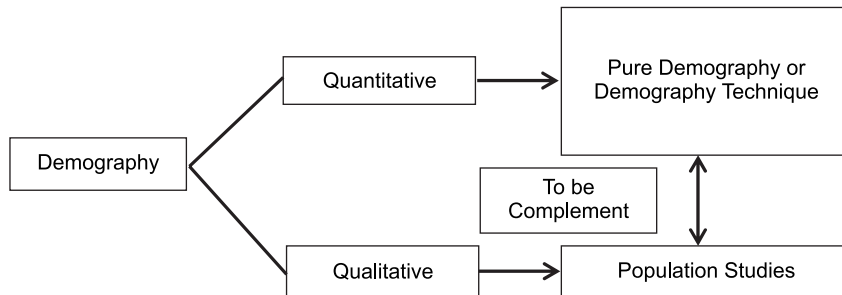 Quantitative
Pure Demography or
Demography Technique
Demography
To be
Complement
Qualitative
Population Studies